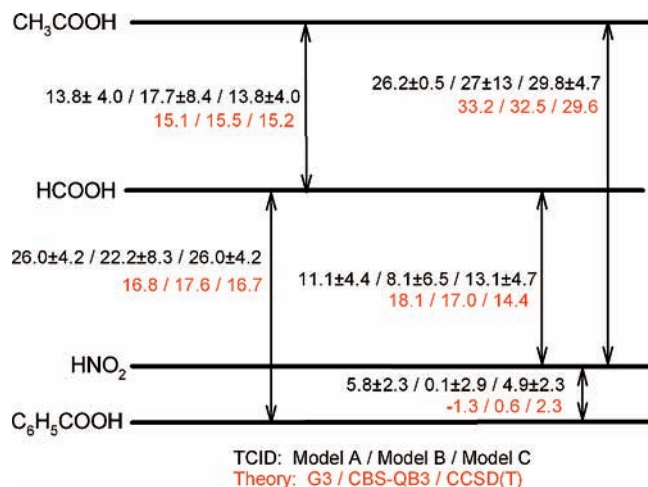 CH₃COOH
13.8± 4.0 / 17.7±8.4 / 13.8±4.0
15.1 / 15.5 / 15.2
26.2±0.5 / 27±13 / 29.8±4.7
33.2 / 32.5 / 29.6
HCOOH
26.0±4.2 / 22.2±8.3 / 26.0±4.2
16.8 / 17.6 / 16.7
11.1±4.4 / 8.1±6.5 / 13.1±4.7
18.1 / 17.0 / 14.4
HNO₂
5.8±2.3 / 0.1±2.9 / 4.9±2.3
-1.3 / 0.6 / 2.3
C₆H₅COOH
TCID: Model A / Model B / Model C
Theory: G3 / CBS-QB3 / CCSD(T)